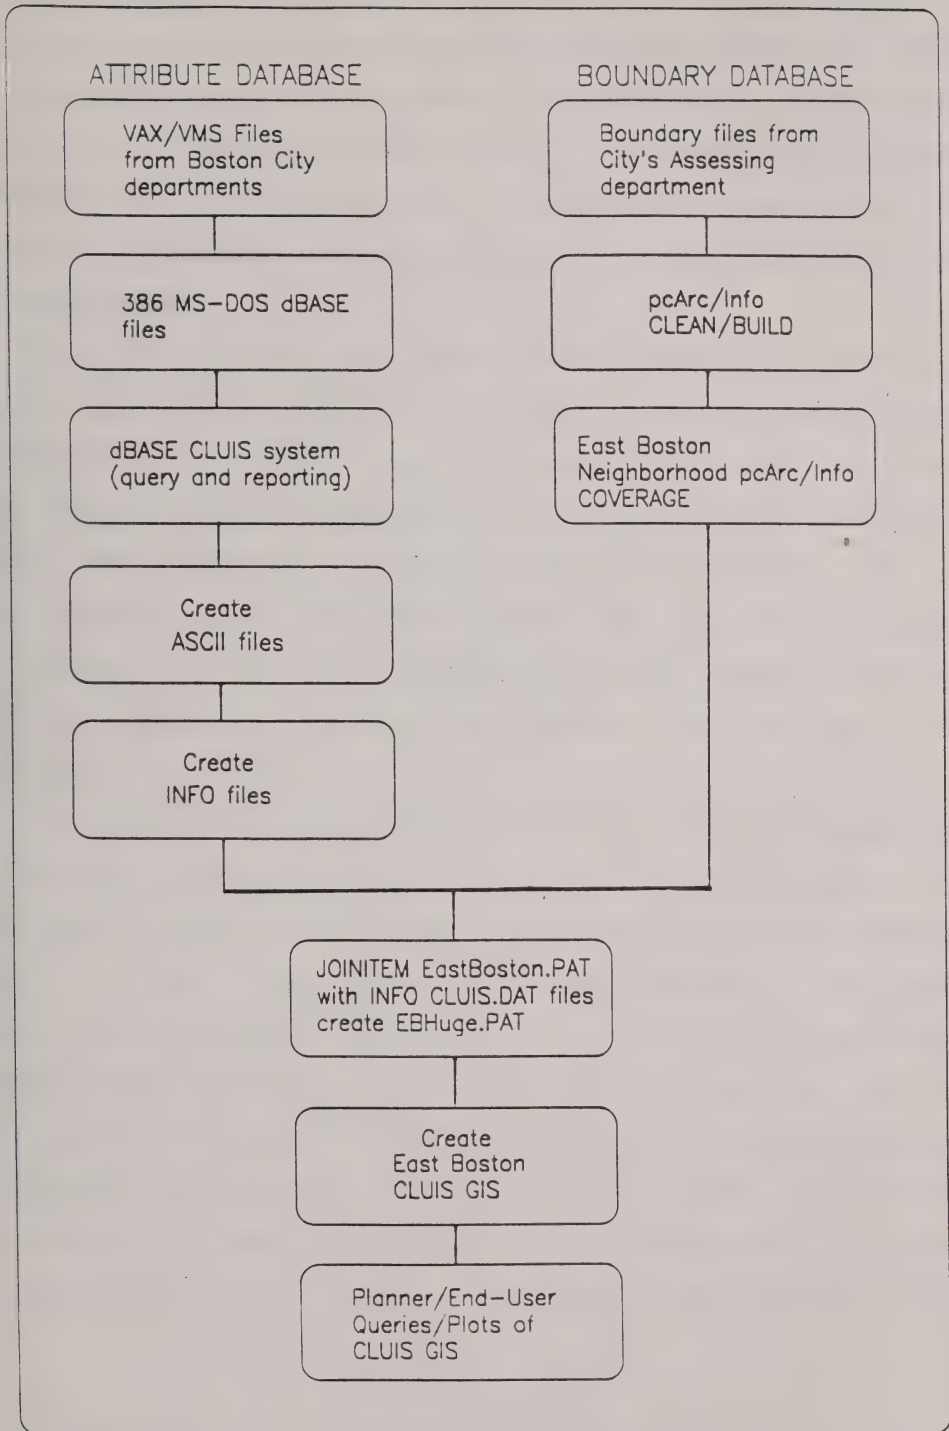 ATTRIBUTE DATABASE
VAX/VMS Files
from Boston City
departments
386 MS-DOS dBASE
files
dBASE CLUIS system
(query and reporting)
Create
ASCII files
Create
INFO files
BOUNDARY DATABASE
Boundary files from
City's Assessing
department
pcArc/Info
CLEAN/BUILD
East Boston
Neighborhood pcArc/Info
COVERAGE
JOINITEM EastBoston.PAT
with INFO CLUIS.DAT files
create EBHuge.PAT
Create
East Boston
CLUIS GIS
Planner/End-User
Queries/Plots of
CLUIS GIS